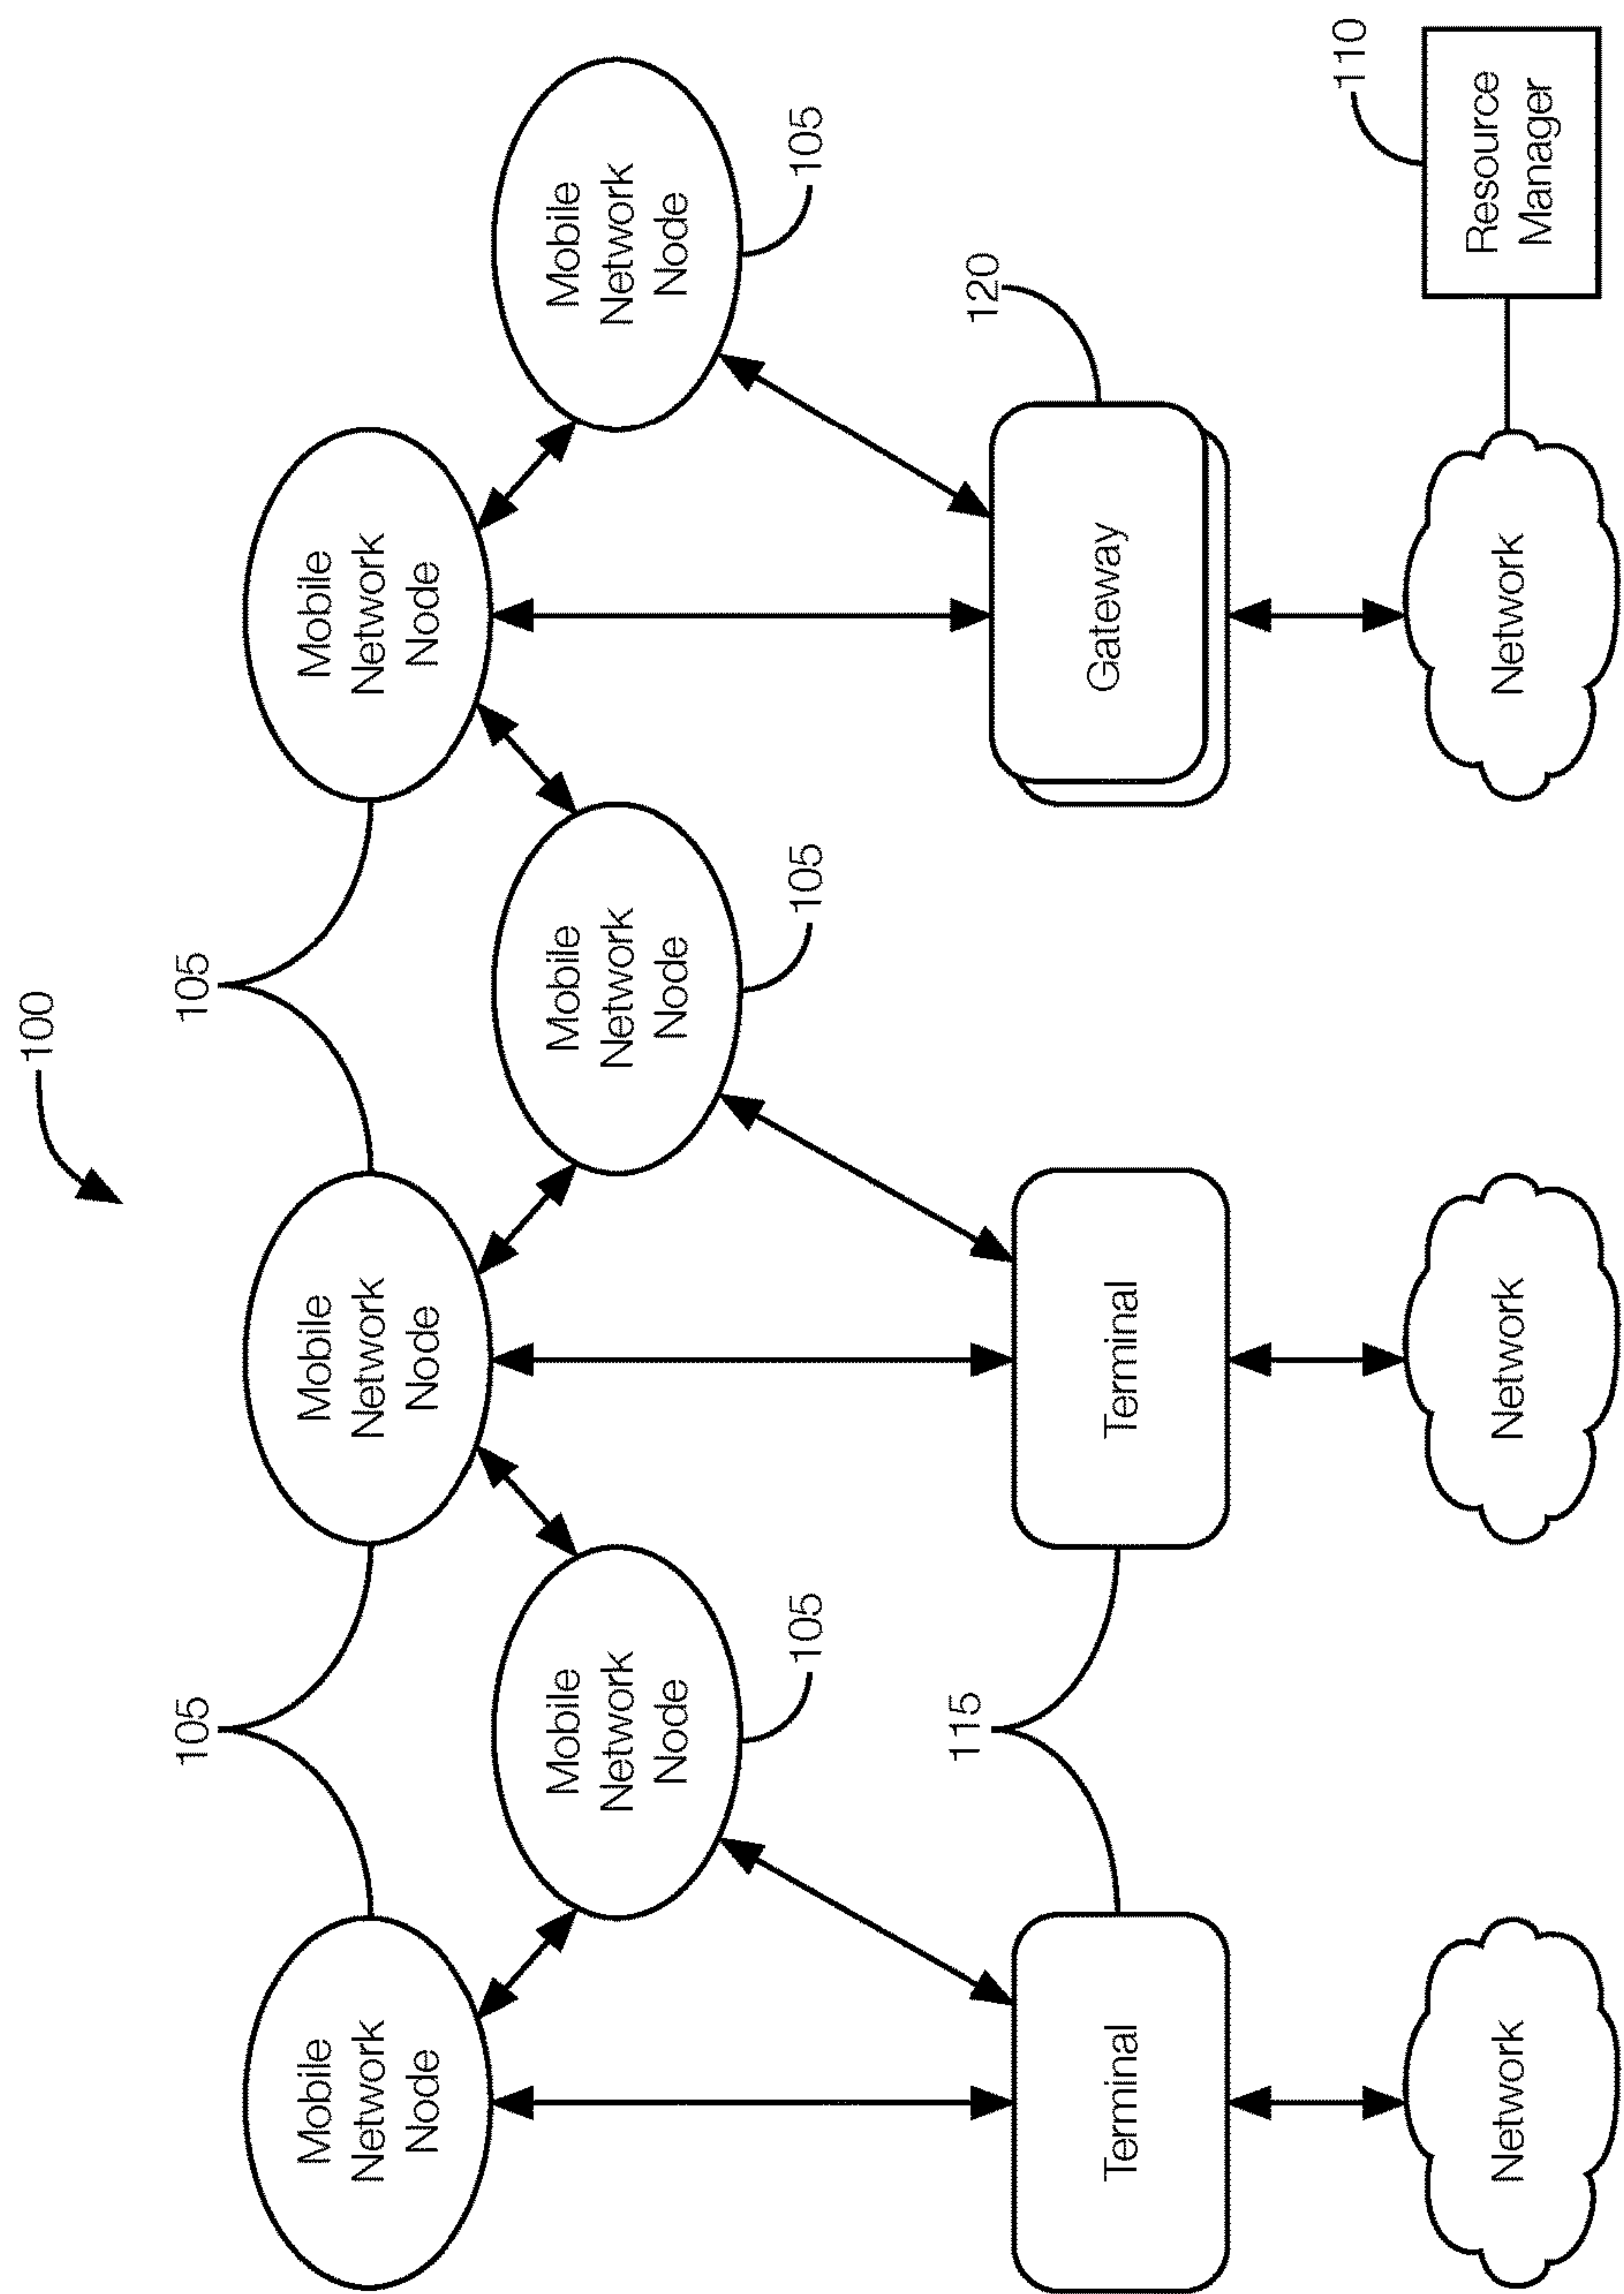 100
105
105
Mobile
Network
Node
Mobile
Network
Node
Mobile
Network
Node
Mobile
Network
Node
Mobile
Network
Node
Mobile
Network
Node
105
105
105
115
120
Terminal
Terminal
Gateway
110
Network
Network
Network
Resource
Manager